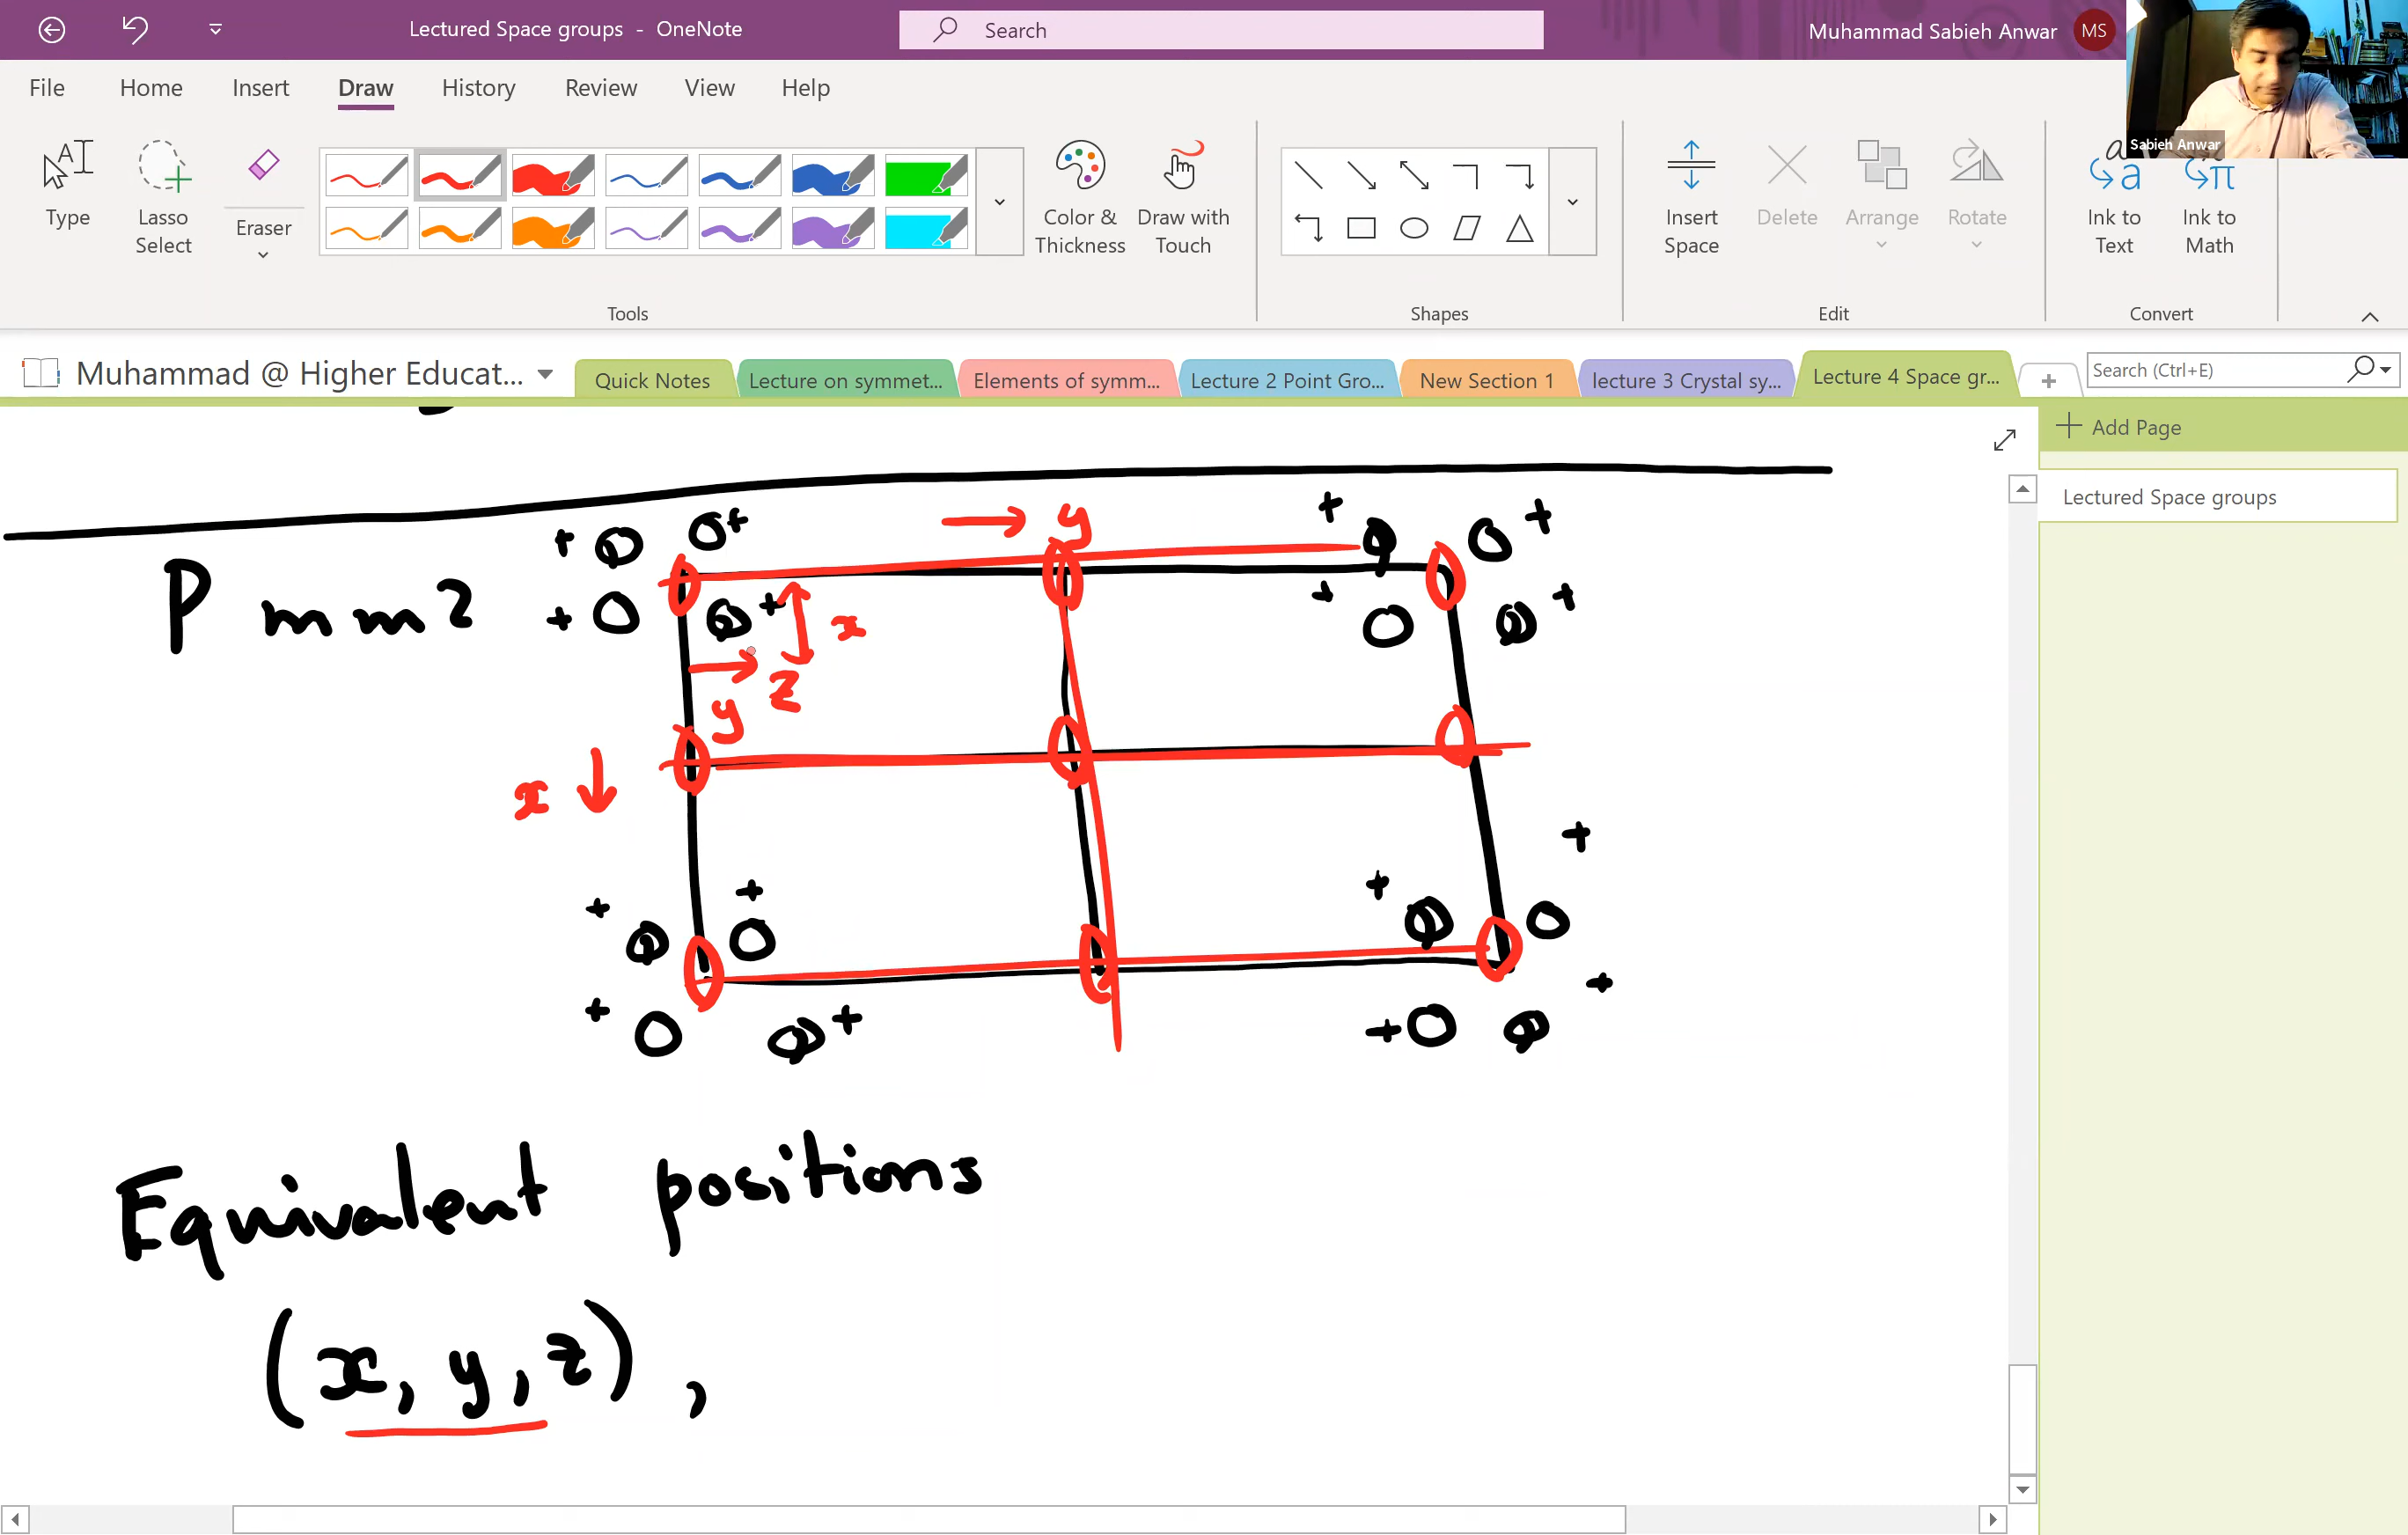 Lectured Space groups - OneNote
Search
Muhammad Sabieh Anwar MS
File Home Insert Draw History Review View Help
Type
Lasso Select
Eraser
Color & Thickness
Draw with Touch
Insert Space
Delete
Arrange
Rotate
a
a
π
Ink to Text
Ink to Math
Sabieh Anwar
Tools
Shapes
Edit
Convert
Muhammad @ Higher Educat...
Quick Notes
Lecture on symmet...
Elements of symm...
Lecture 2 Point Gro...
New Section 1
lecture 3 Crystal sy...
Lecture 4 Space gr...
+
Search (Ctrl+E)
Add Page
Lectured Space groups
P mm2
+ +
y
+ +
+ +
x
+ +
z
y
x
+
+ +
+
+ +
+
+ +
Equivalent positions
(x, y, z),